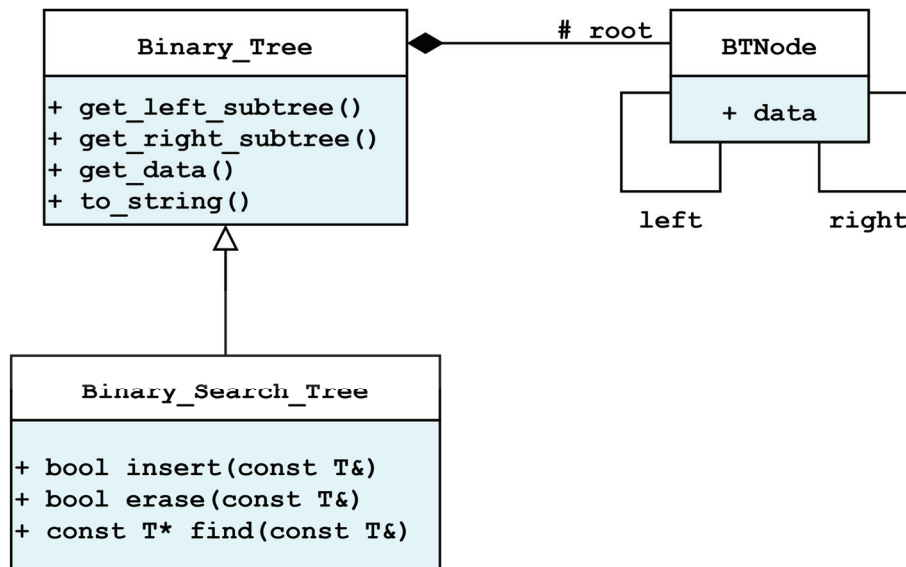 Binary_Tree
+ get_left_subtree()
+ get_right_subtree()
+ get_data()
+ to_string()
# root
BTNode
+ data
left
right
Binary_Search_Tree
+ bool insert(const T&)
+ bool erase(const T&)
+ const T* find(const T&)